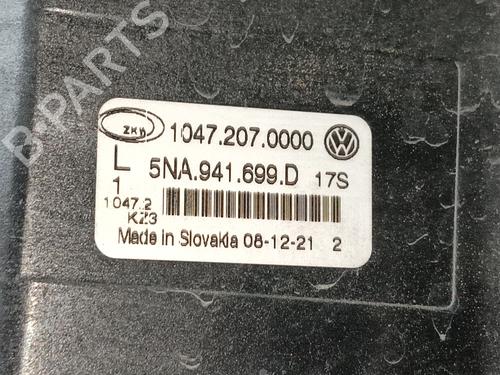 B-PARTS
ZKW 1047.207.0000
L 5NA.941.699.D 17S
1
1047.2
KZ3
Made in Slovakia 08-12-21 2